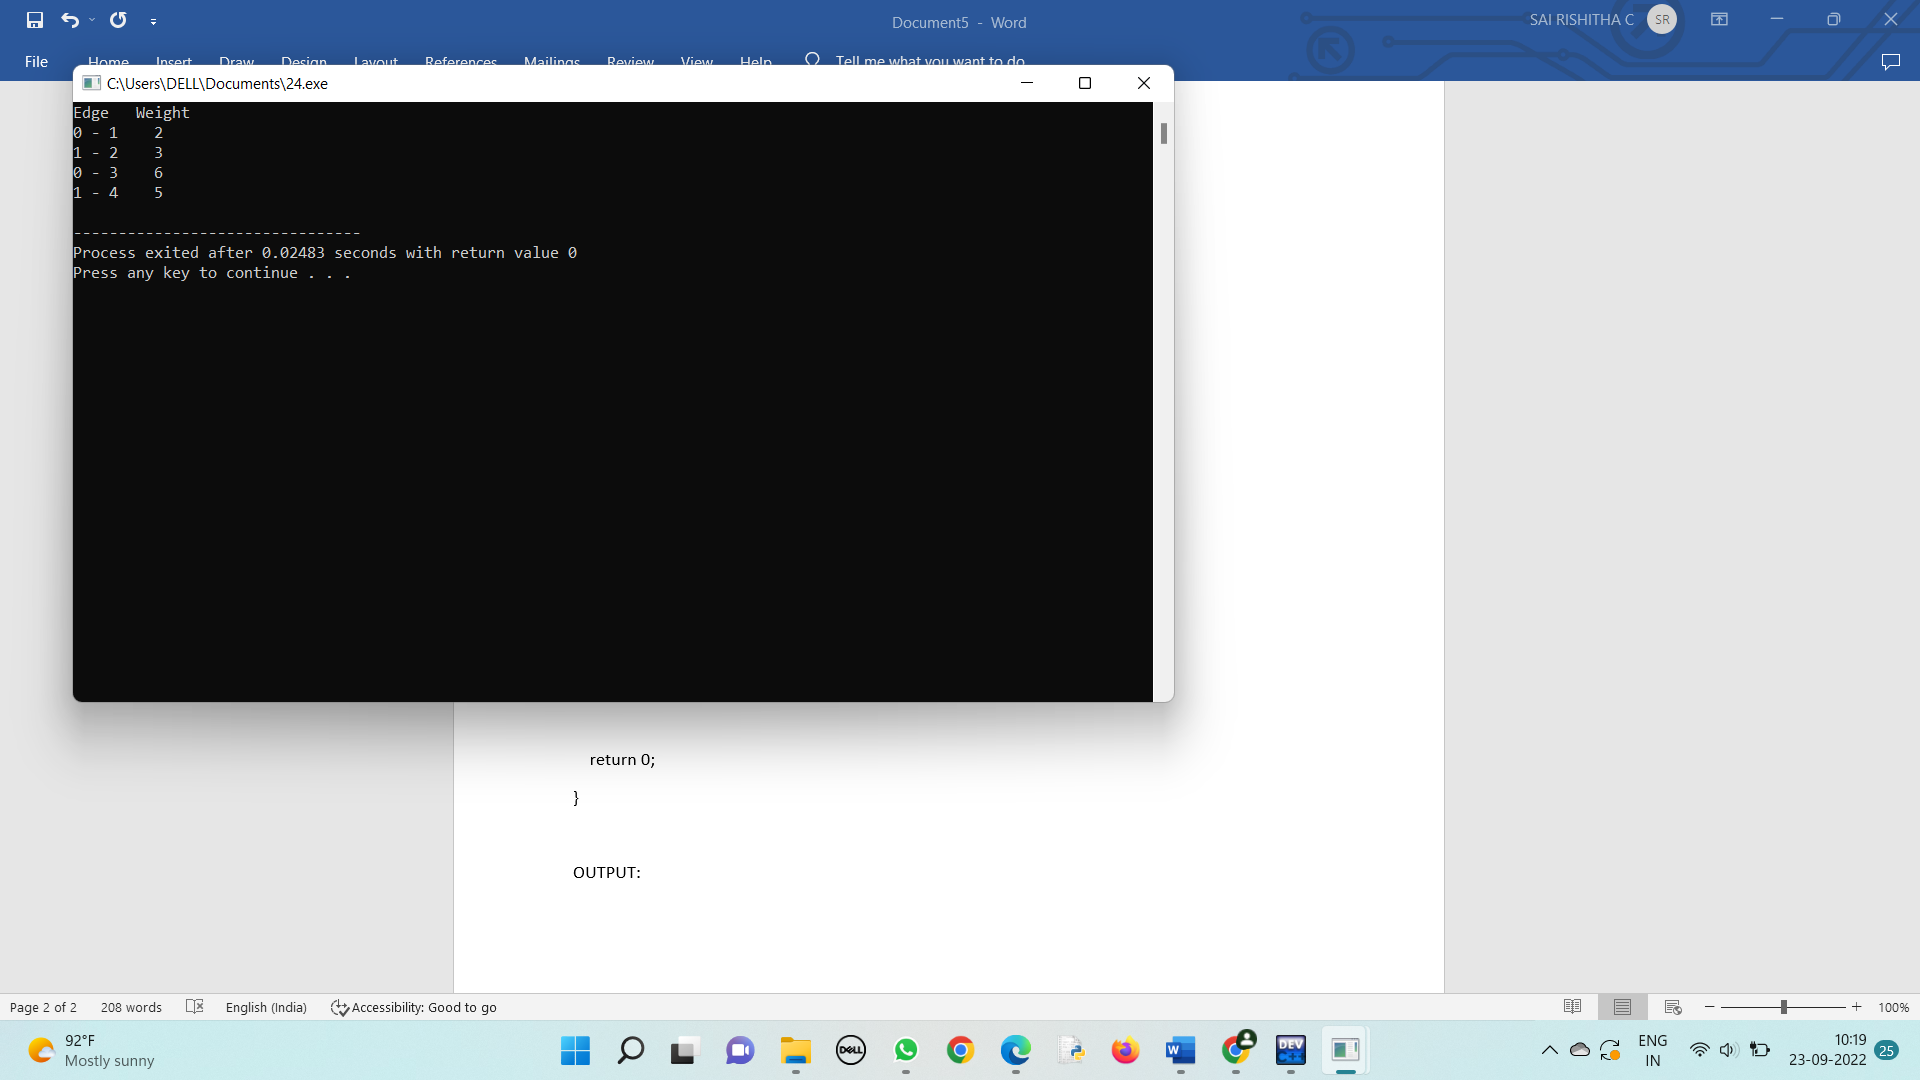 Document5 - Word
SAI RISHITHA C
SR
File
Home
Insert
Draw
Design
Layout
References
Mailings
Review
View
Help
Tell me what you want to do
C:\Users\DELL\Documents\24.exe
Edge   Weight
0 - 1    2
1 - 2    3
0 - 3    6
1 - 4    5
--------------------------------
Process exited after 0.02483 seconds with return value 0
Press any key to continue . . .
return 0;
}
OUTPUT:
Page 2 of 2
208 words
English (India)
Accessibility: Good to go
100%
92°F
Mostly sunny
DELL
W
DEV
C++
ENG
IN
10:19
23-09-2022
25